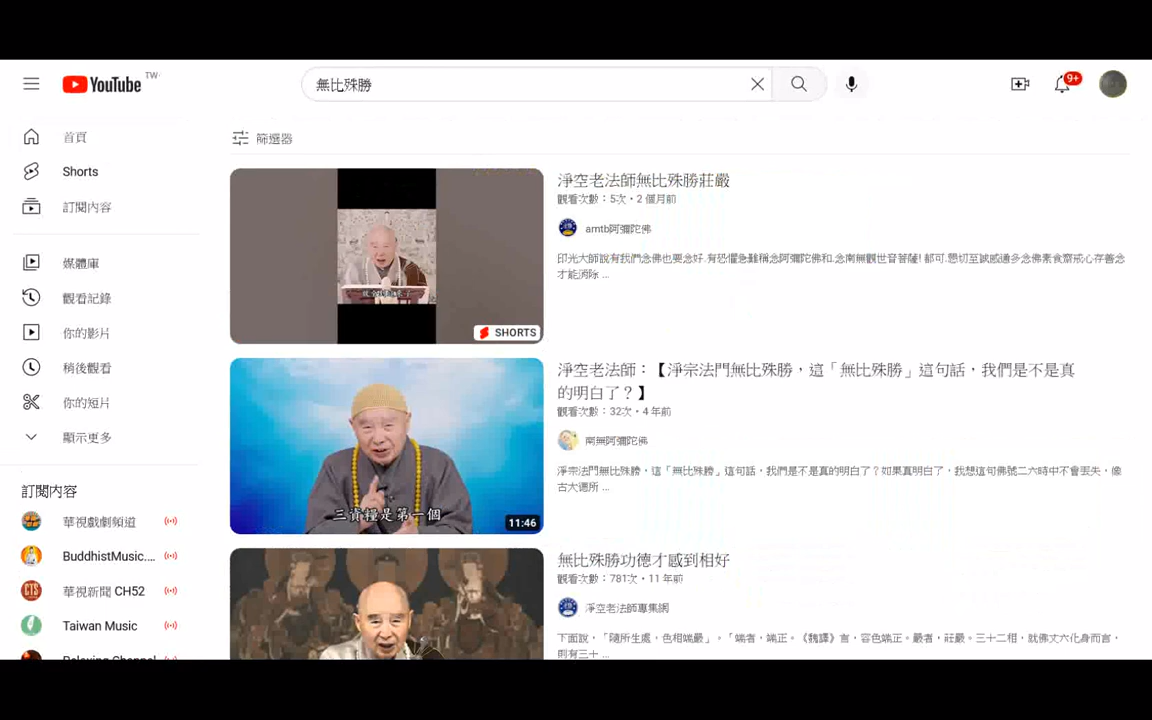 YouTube TW
無比殊勝
9+
首頁
Shorts
訂閱內容
媒體庫
觀看記錄
你的影片
稍後觀看
你的短片
顯示更多
訂閱內容
華視戲劇頻道
BuddhistMusic....
華視新聞 CH52
Taiwan Music
Relaxing Channel
篩選器
SHORTS
淨空老法師無比殊勝莊嚴
觀看次數：5次・2 個月前
amtb阿彌陀佛
印光大師說有我們念佛也要念好.有恐懼急難稱念阿彌陀佛和.念南無觀世音菩薩! 都可.懇切至誠感通多念佛素食齋戒心存善念
才能消除 ...
三資糧是第一個
11:46
淨空老法師：【淨宗法門無比殊勝，這「無比殊勝」這句話，我們是不是真
的明白了？】
觀看次數：32次・4 年前
南無阿彌陀佛
淨宗法門無比殊勝，這「無比殊勝」這句話，我們是不是真的明白了？如果真明白了，我想這句佛號二六時中不會丟失，像
古大德所 ...
無比殊勝功德才感到相好
觀看次數：781次・11 年前
淨空老法師專集網
下面說，「隨所生處，色相端嚴」。「端者，端正。《魏譯》言，容色端正。嚴者，莊嚴。三十二相，就佛丈六化身而言，
則有三十 ...